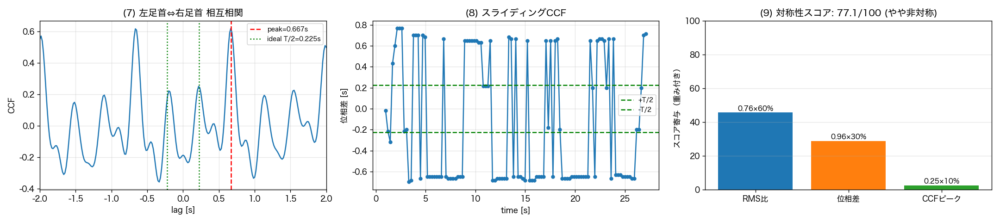 (7) 左足首⇔右足首 相互相関
CCF
0.6
0.4
0.2
0.0
-0.2
-0.4
-2.0
-1.5
-1.0
-0.5
0.0
0.5
1.0
1.5
2.0
lag [s]
peak=0.667s
ideal T/2=0.225s
(8) スライディングCCF
位相差 [s]
0.8
0.6
0.4
0.2
0.0
-0.2
-0.4
-0.6
0
5
10
15
20
25
time [s]
+T/2
-T/2
(9) 対称性スコア: 77.1/100 (やや非対称)
スコア寄与（重み付き）
100
80
60
40
20
0
0.76×60%
0.96×30%
0.25×10%
RMS比
位相差
CCFピーク